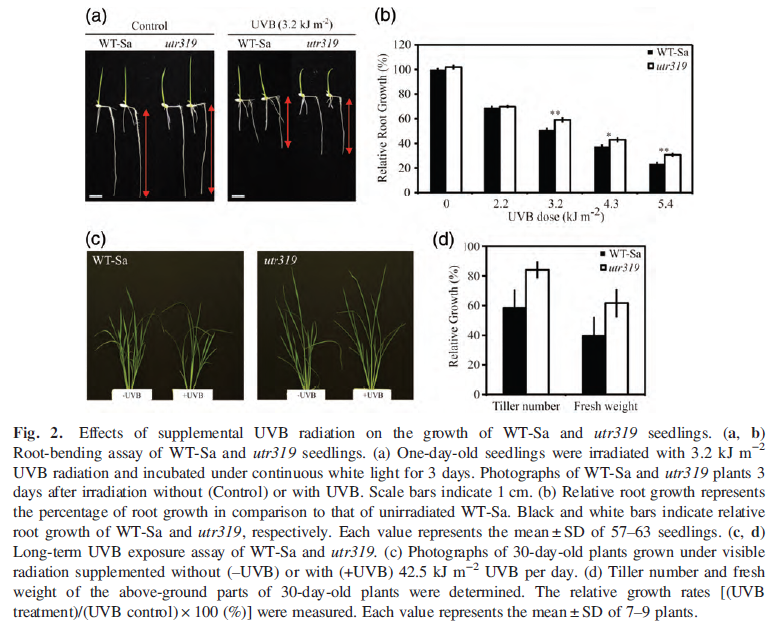 (a)
Control
UVB (3.2 kJ m⁻²)
WT-Sa
utr319
WT-Sa
utr319
(b)
Relative Root Growth (%)
120
100
80
60
40
20
0
WT-Sa
utr319
**
*
**
0
2.2
3.2
4.3
5.4
UVB dose (kJ m⁻²)
(c)
WT-Sa
-UVB
+UVB
utr319
-UVB
+UVB
(d)
Relative Growth (%)
100
80
60
40
20
0
WT-Sa
utr319
Tiller number
Fresh weight
Fig. 2. Effects of supplemental UVB radiation on the growth of WT-Sa and utr319 seedlings. (a, b)
Root-bending assay of WT-Sa and utr319 seedlings. (a) One-day-old seedlings were irradiated with 3.2 kJ m⁻²
UVB radiation and incubated under continuous white light for 3 days. Photographs of WT-Sa and utr319 plants 3
days after irradiation without (Control) or with UVB. Scale bars indicate 1 cm. (b) Relative root growth represents
the percentage of root growth in comparison to that of unirradiated WT-Sa. Black and white bars indicate relative
root growth of WT-Sa and utr319, respectively. Each value represents the mean ± SD of 57–63 seedlings. (c, d)
Long-term UVB exposure assay of WT-Sa and utr319. (c) Photographs of 30-day-old plants grown under visible
radiation supplemented without (–UVB) or with (+UVB) 42.5 kJ m⁻² UVB per day. (d) Tiller number and fresh
weight of the above-ground parts of 30-day-old plants were determined. The relative growth rates [(UVB
treatment)/(UVB control) × 100 (%)] were measured. Each value represents the mean ± SD of 7–9 plants.